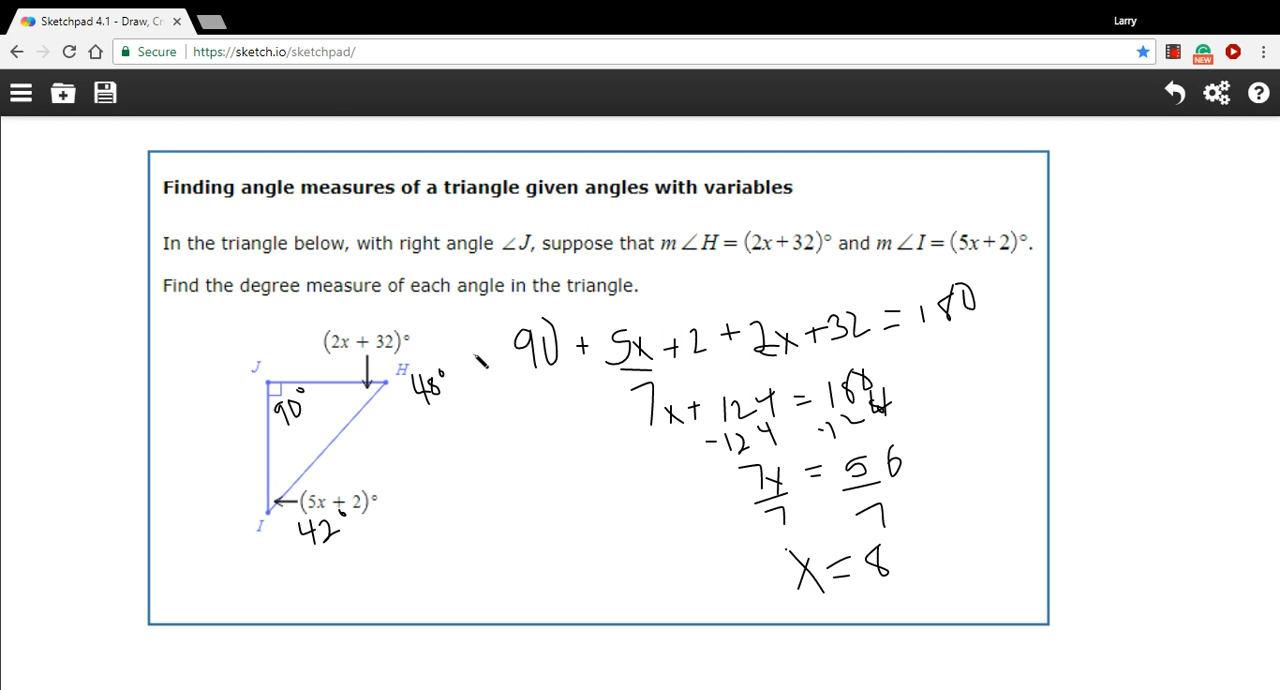 Sketchpad 4.1 - Draw, Cr
Larry
Secure https://sketch.io/sketchpad/
NEW
Finding angle measures of a triangle given angles with variables
In the triangle below, with right angle ∠J, suppose that m∠H = (2x+32)° and m∠I = (5x+2)°.
Find the degree measure of each angle in the triangle.
90 + 5x + 2 + 2x + 32 = 180
(2x + 32)°
J
H 48°
90°
7x + 124 = 180
-124 -124
7x = 56
7 7
(5x + 2)°
I
42°
x = 8